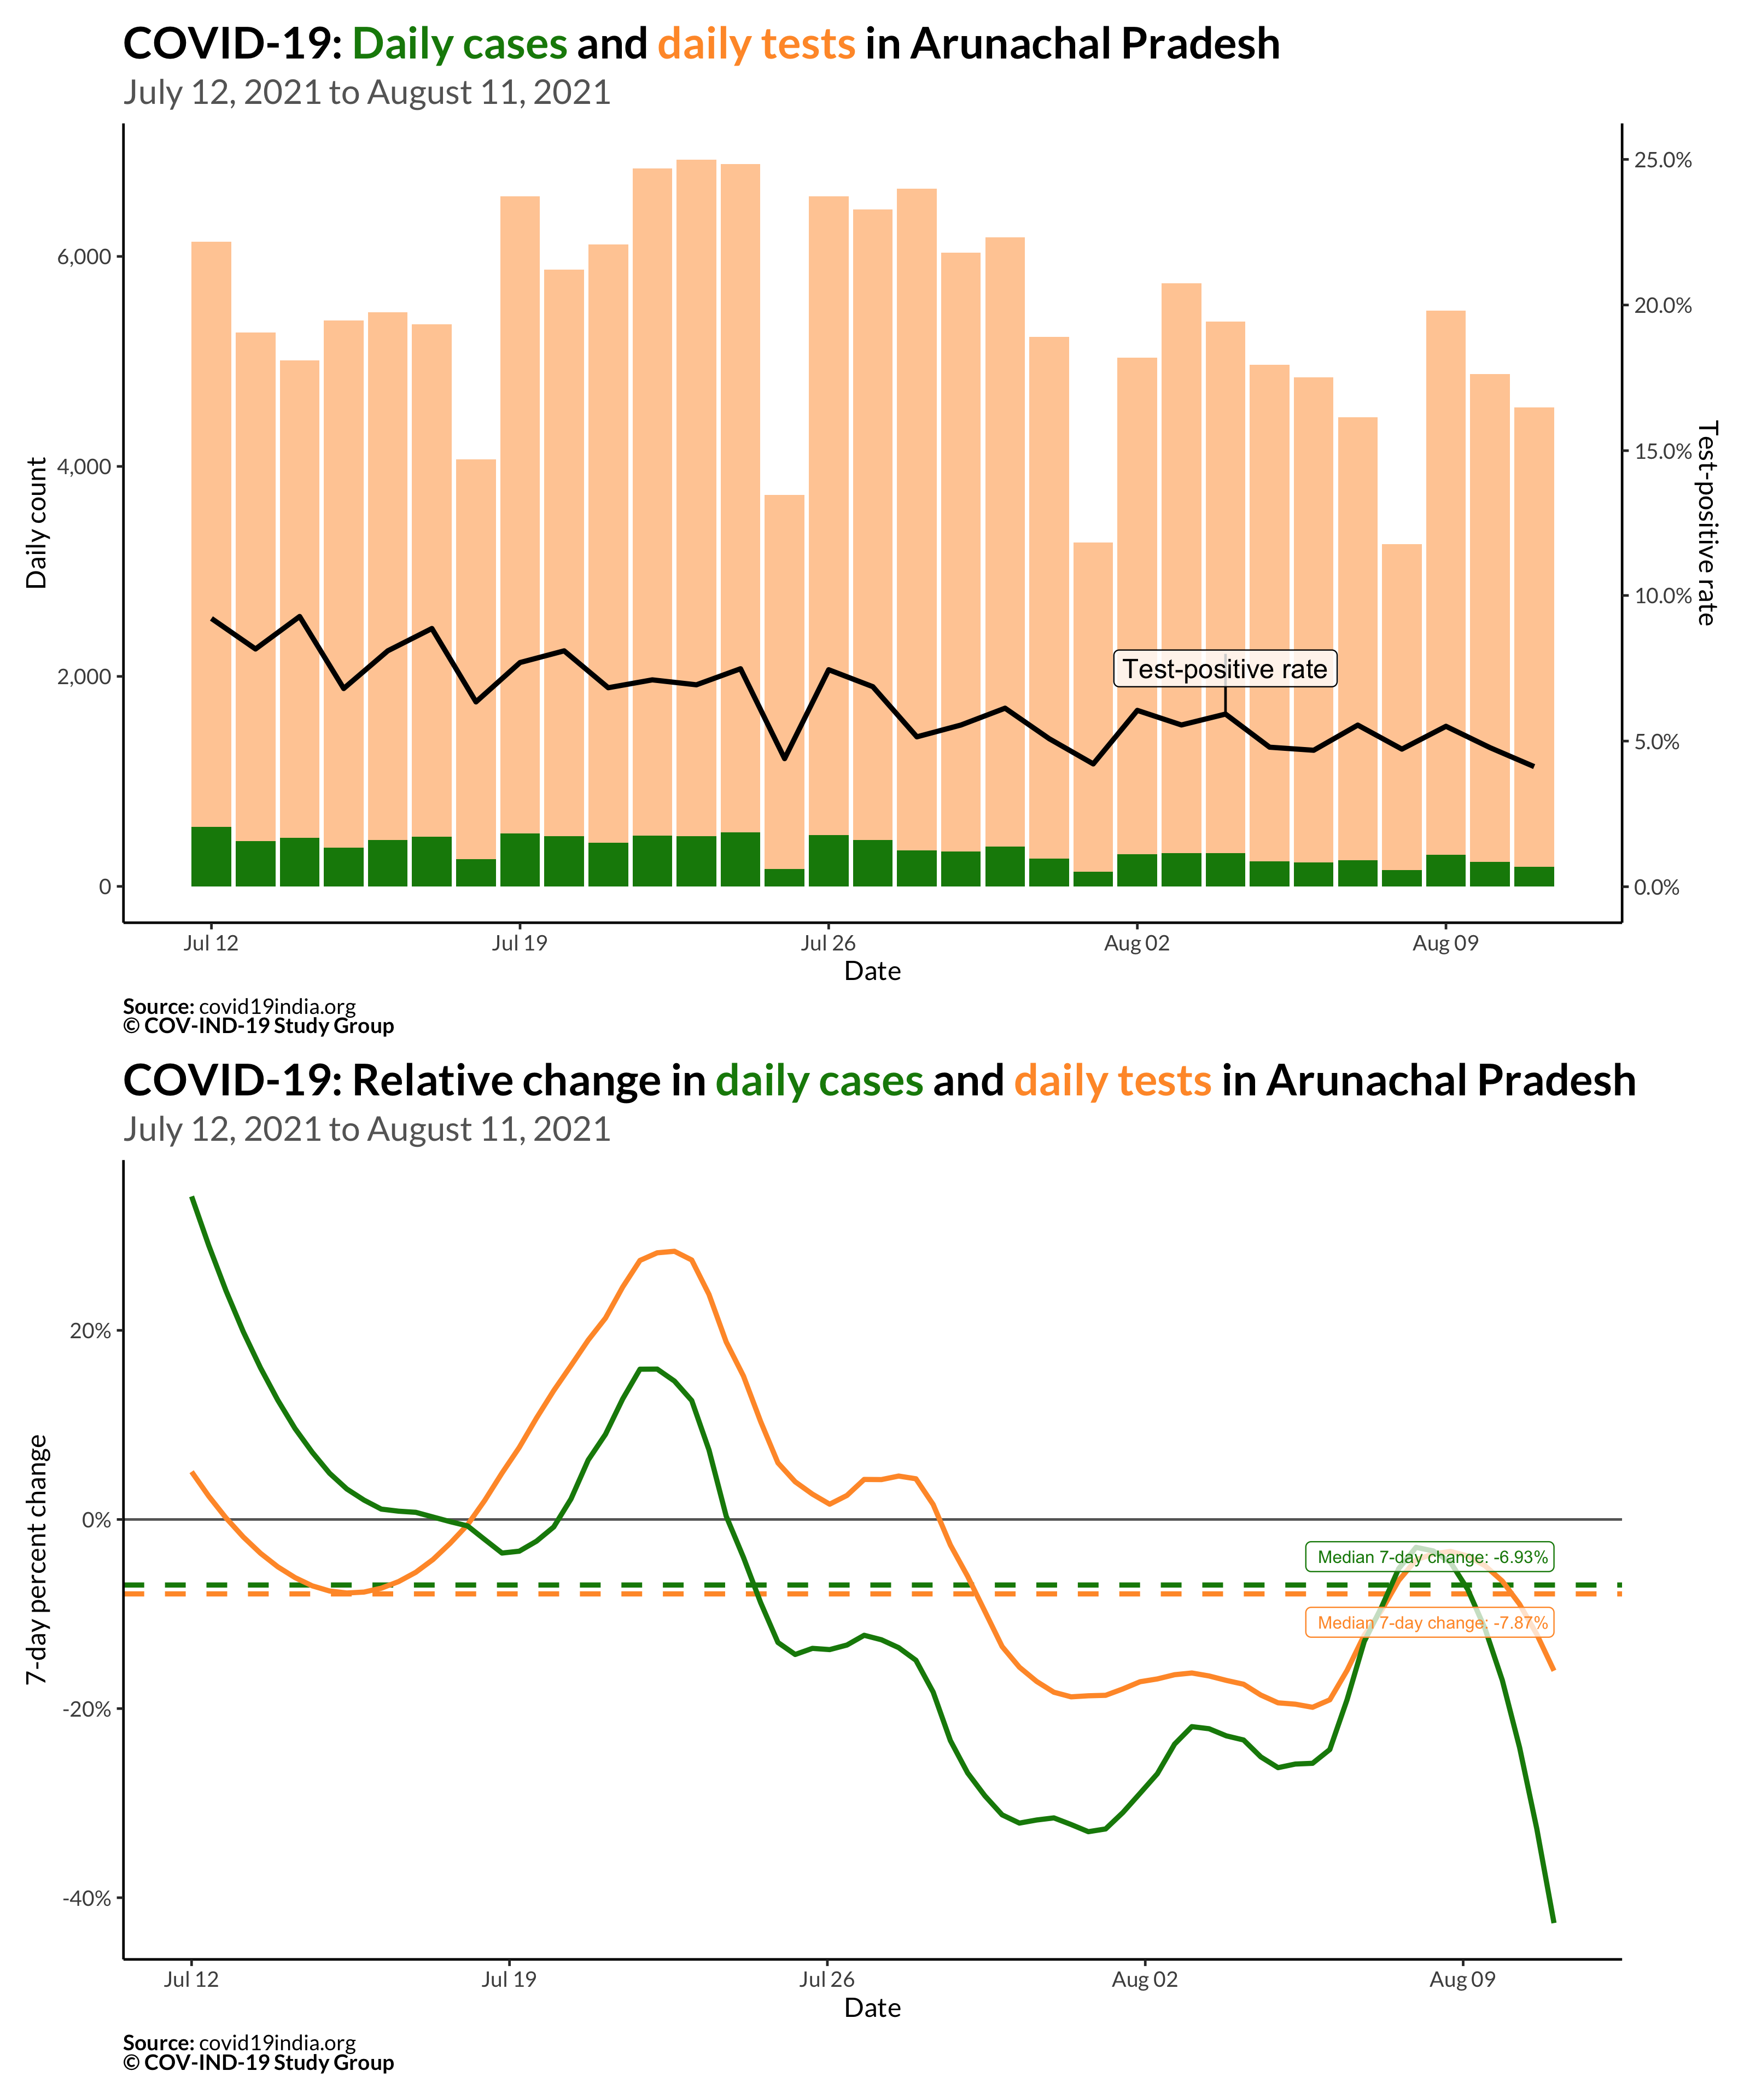 COVID-19: Daily cases and daily tests in Arunachal Pradesh
July 12, 2021 to August 11, 2021
25.0%
20.0%
15.0%
10.0%
5.0%
0.0%
6,000
4,000
2,000
0
Daily count
Test-positive rate
Test-positive rate
Jul 12
Jul 19
Jul 26
Aug 02
Aug 09
Date
Source: covid19india.org
© COV-IND-19 Study Group
COVID-19: Relative change in daily cases and daily tests in Arunachal Pradesh
July 12, 2021 to August 11, 2021
20%
0%
-20%
-40%
7-day percent change
Median 7-day change: -6.93%
Median 7-day change: -7.87%
Jul 12
Jul 19
Jul 26
Aug 02
Aug 09
Date
Source: covid19india.org
© COV-IND-19 Study Group